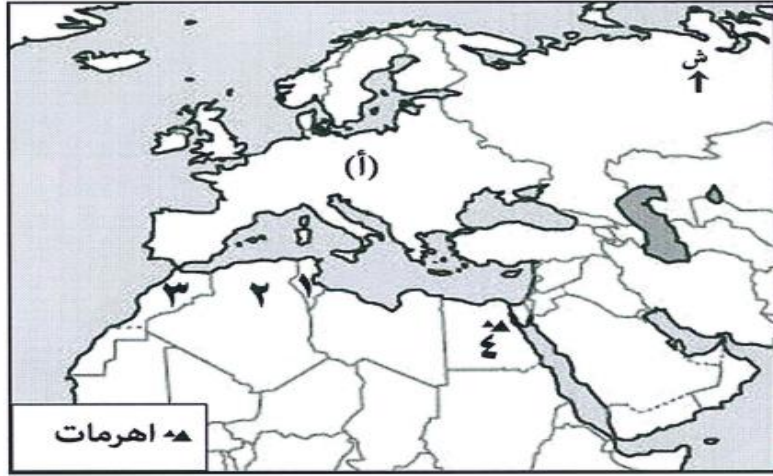 ش
(أ)
٣ ٢ ١
٤
اهرمات